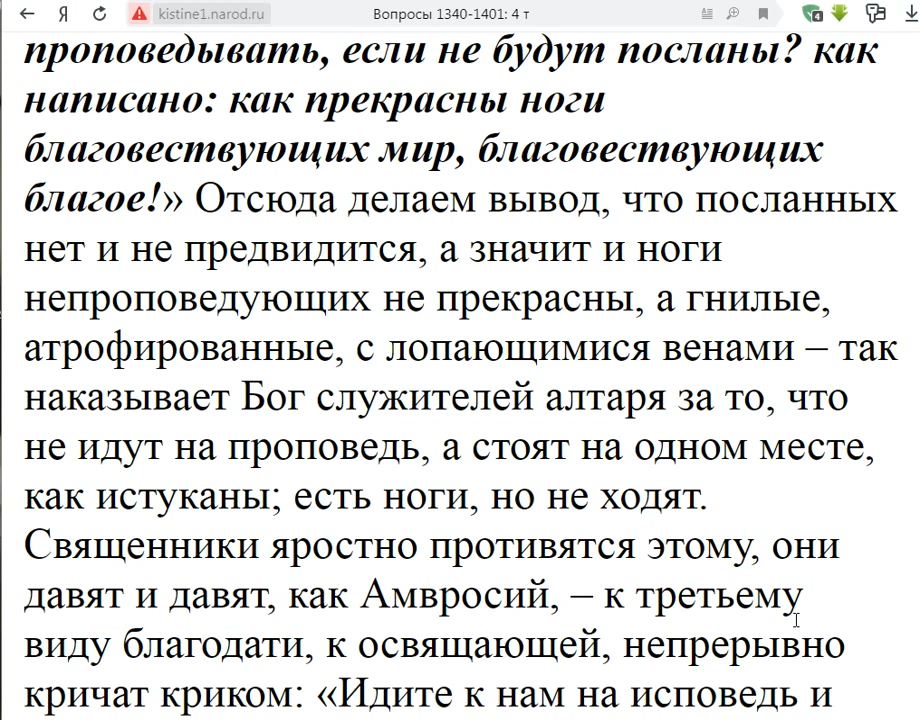 kistine1.narod.ru
Вопросы 1340-1401: 4 т
4
проповедывать, если не будут посланы? как
написано: как прекрасны ноги
благовествующих мир, благовествующих
благое!» Отсюда делаем вывод, что посланных
нет и не предвидится, а значит и ноги
непроповедующих не прекрасны, а гнилые,
атрофированные, с лопающимися венами – так
наказывает Бог служителей алтаря за то, что
не идут на проповедь, а стоят на одном месте,
как истуканы; есть ноги, но не ходят.
Священники яростно противятся этому, они
давят и давят, как Амвросий, – к третьему
виду благодати, к освящающей, непрерывно
кричат криком: «Идите к нам на исповедь и